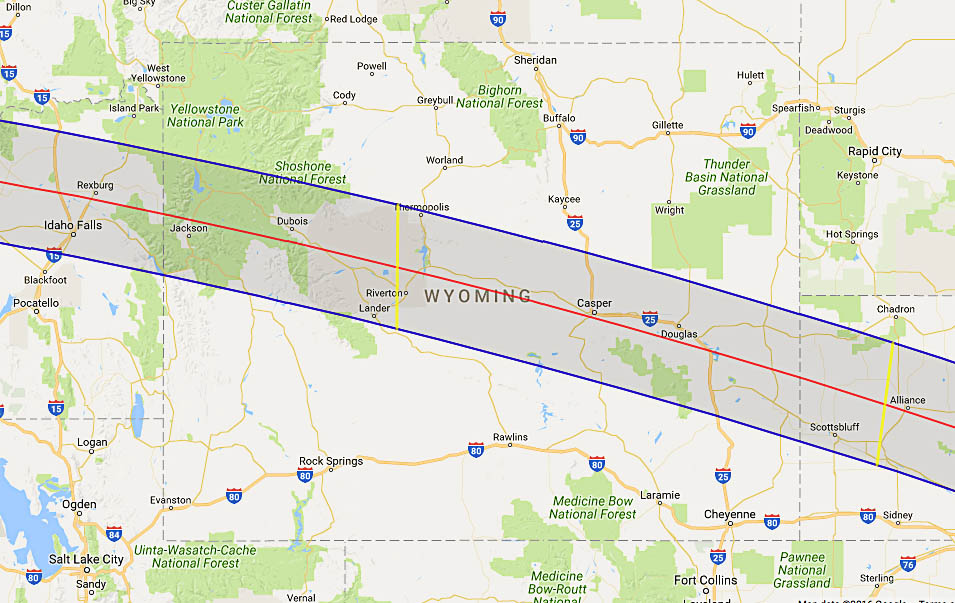 Dillon
Big Sky
Custer Gallatin
National Forest
Red Lodge
90
15
15
15
West
Yellowstone
Island Park
Yellowstone
National Park
Powell
Cody
Greybull
Sheridan
Bighorn
National Forest
Buffalo
90
Gillette
Hulett
90
Spearfish
Sturgis
Deadwood
Rapid City
Keystone
Shoshone
National Forest
Worland
Thunder
Basin National
Grassland
Rexburg
Idaho Falls
Jackson
Dubois
Thermopolis
Kaycee
25
Wright
Hot Springs
15
Blackfoot
Pocatello
Riverton
Lander
WYOMING
Casper
25
Douglas
Chadron
15
Alliance
Scottsbluff
Logan
Rock Springs
80
80
Rawlins
80
25
Evanston
80
Ogden
84
Medicine Bow
National Forest
Laramie
Cheyenne
80
80
Sidney
Salt Lake City
80
Sandy
Uinta-Wasatch-Cache
National Forest
Vernal
Medicine
Bow-Routt
National
25
Fort Collins
Loveland
Pawnee
National
Grassland
76
Sterling